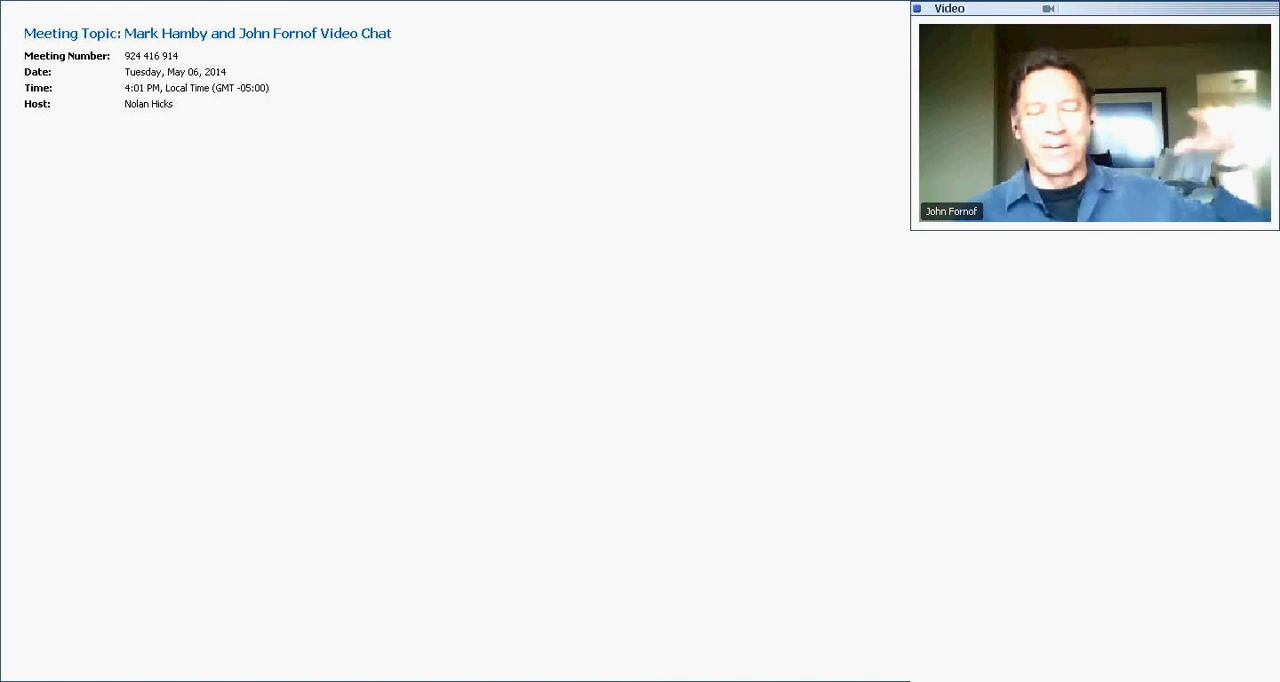 Meeting Topic: Mark Hamby and John Fornof Video Chat
Meeting Number: 924 416 914
Date: Tuesday, May 06, 2014
Time: 4:01 PM, Local Time (GMT -05:00)
Host: Nolan Hicks
Video
John Fornof